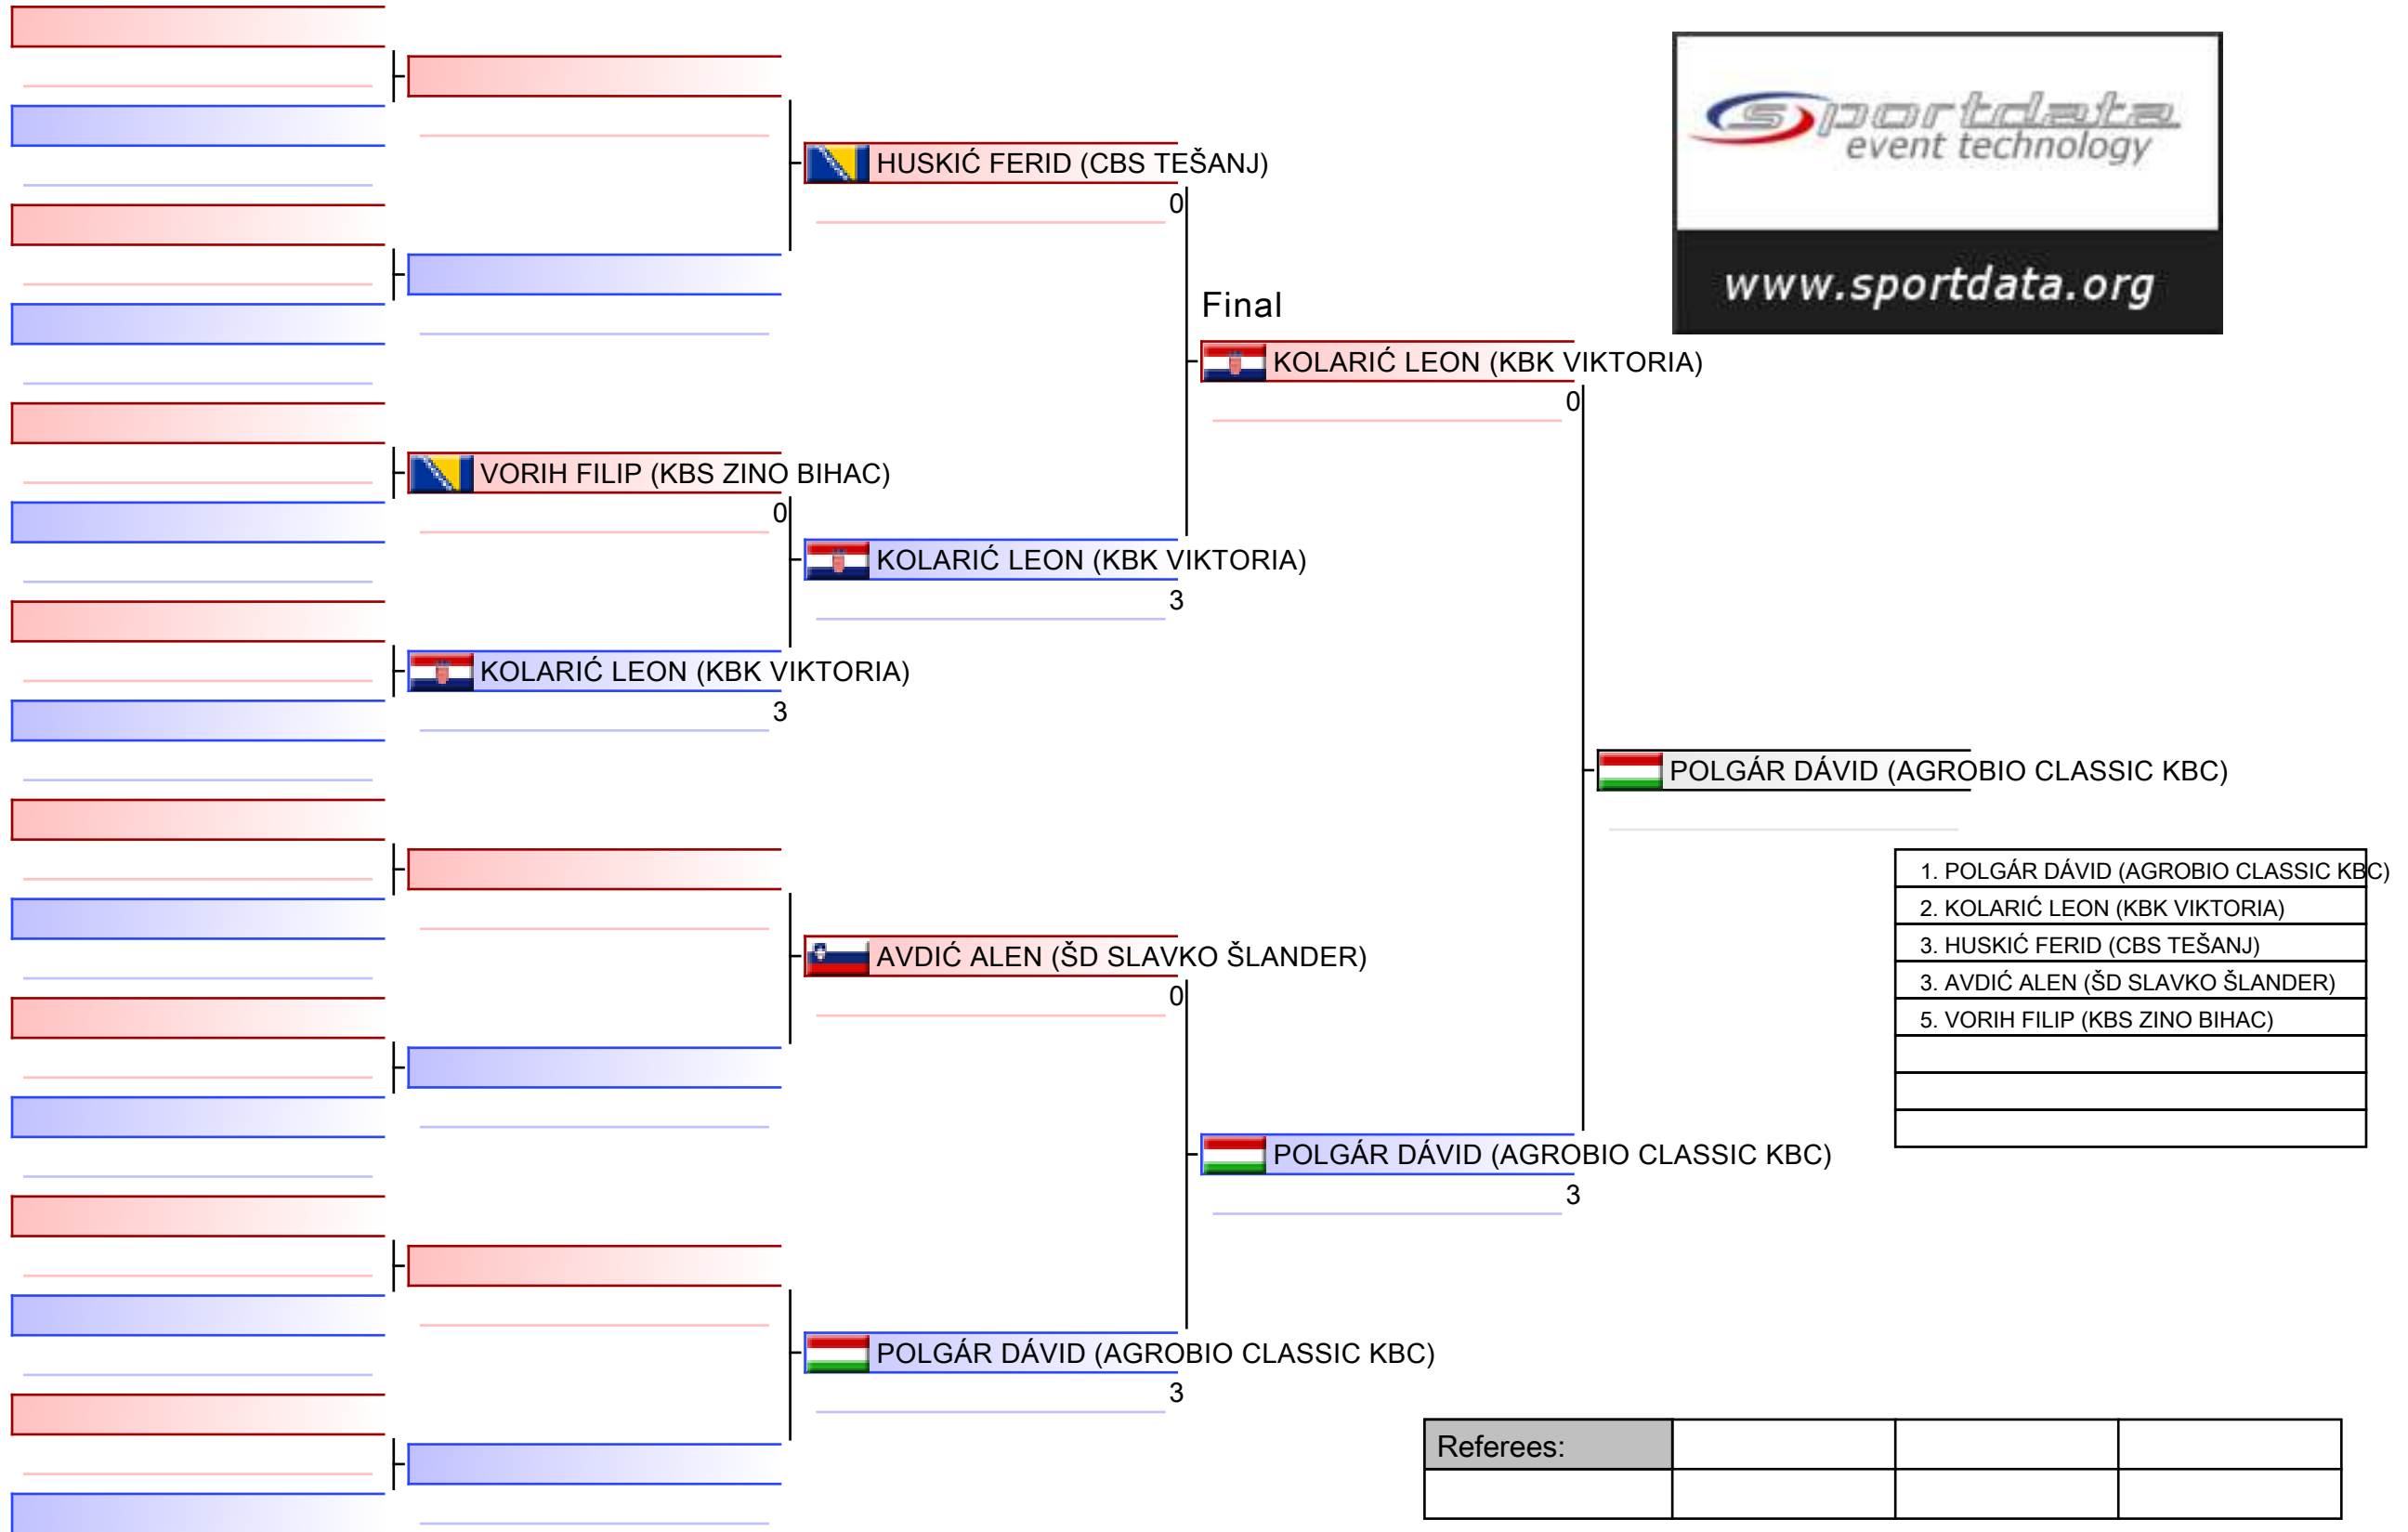 sportdata
event technology
www.sportdata.org
HUSKIĆ FERID (CBS TEŠANJ)
0
Final
KOLARIĆ LEON (KBK VIKTORIA)
0
VORIH FILIP (KBS ZINO BIHAC)
0
KOLARIĆ LEON (KBK VIKTORIA)
3
KOLARIĆ LEON (KBK VIKTORIA)
3
POLGÁR DÁVID (AGROBIO CLASSIC KBC)
1. POLGÁR DÁVID (AGROBIO CLASSIC KBC)
2. KOLARIĆ LEON (KBK VIKTORIA)
3. HUSKIĆ FERID (CBS TEŠANJ)
3. AVDIĆ ALEN (ŠD SLAVKO ŠLANDER)
5. VORIH FILIP (KBS ZINO BIHAC)
AVDIĆ ALEN (ŠD SLAVKO ŠLANDER)
0
POLGÁR DÁVID (AGROBIO CLASSIC KBC)
3
POLGÁR DÁVID (AGROBIO CLASSIC KBC)
3
Referees: